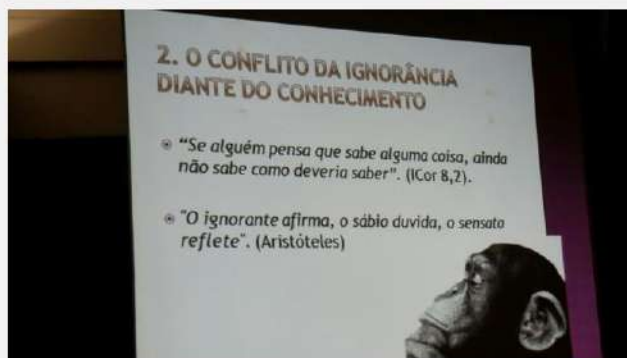 2. O CONFLITO DA IGNORÂNCIA
DIANTE DO CONHECIMENTO
"Se alguém pensa que sabe alguma coisa, ainda
não sabe como deveria saber". (ICor 8,2).
"O ignorante afirma, o sábio duvida, o sensato
reflete". (Aristóteles)